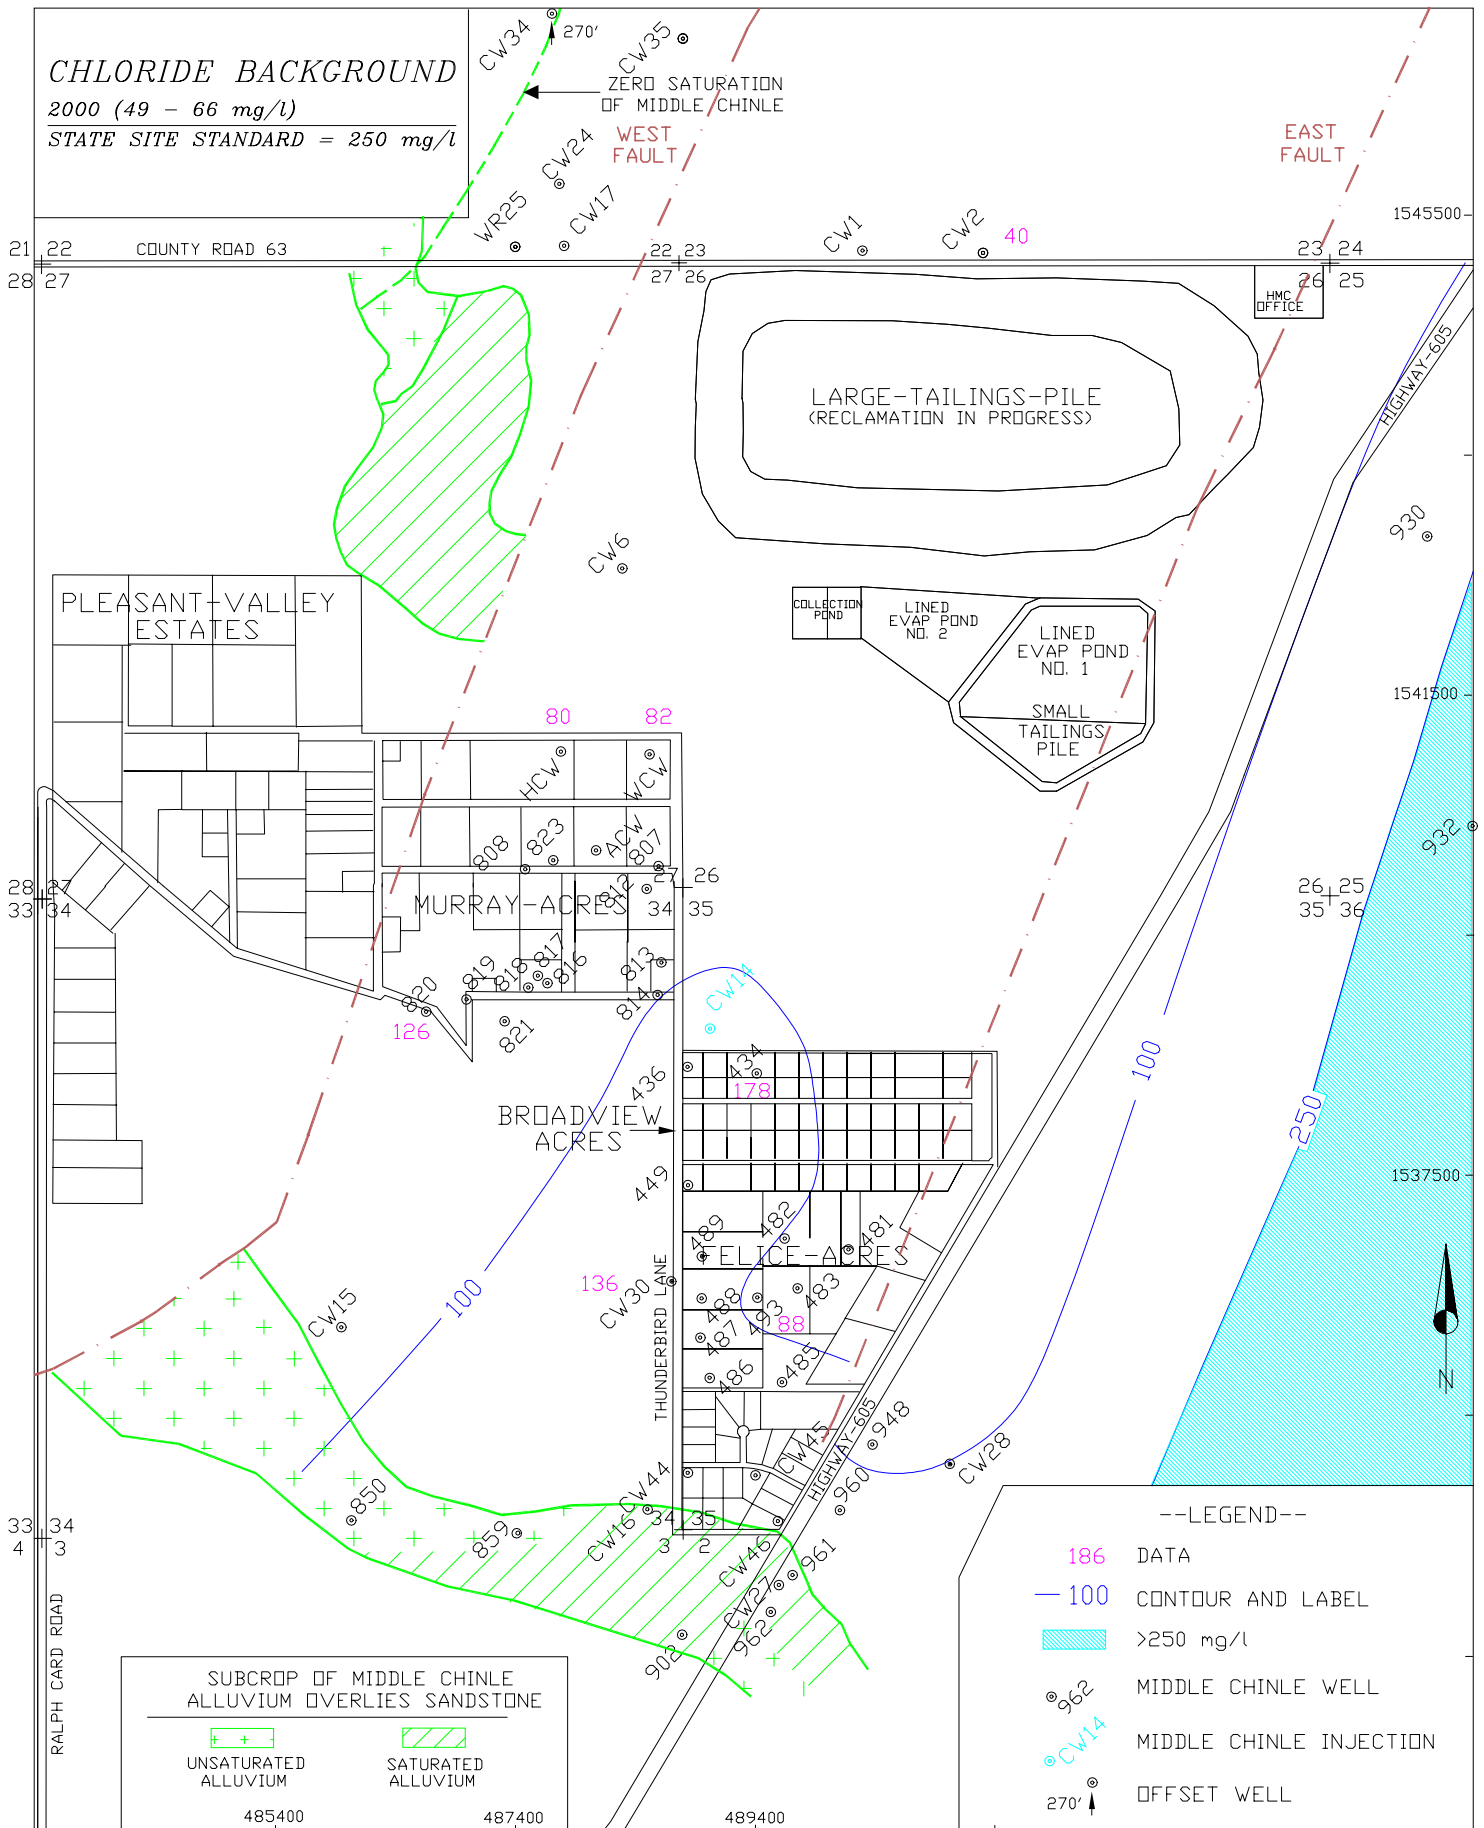 CHLORIDE BACKGROUND
2000 (49 - 66 mg/l)
STATE SITE STANDARD = 250 mg/l
CW34
270'
CW35
ZERO SATURATION
OF MIDDLE CHINLE
WEST
FAULT
EAST
FAULT
CW24
WR25
CW17
CW1
CW2
40
1545500
21 22
28 27
COUNTY ROAD 63
22 23
27 26
23 24
26 25
HMC
OFFICE
HIGHWAY-605
LARGE-TAILINGS-PILE
(RECLAMATION IN PROGRESS)
930
CW6
PLEASANT-VALLEY
ESTATES
COLLECTION
POND
LINED
EVAP POND
NO. 2
LINED
EVAP POND
NO. 1
SMALL
TAILINGS
PILE
1541500
80
82
HCW
WCW
932
808
823
ACW
807
812
28 27
33 34
27 26
34 35
26 25
35 36
MURRAY-ACRES
820
819
818
817
816
813
814
821
126
CW14
436
434
178
100
250
BROADVIEW
ACRES
449
1537500
489
482
481
FELICE-ACRES
136
CW30
488
493
483
88
487
486
485
100
CW15
THUNDERBIRD LANE
N
948
CW45
HIGHWAY-605
CW28
960
CW44
850
859
CW16
33 34
4 3
34 35
3 2
CW46
961
CW27
962
902
RALPH CARD ROAD
SUBCROP OF MIDDLE CHINLE
ALLUVIUM OVERLIES SANDSTONE
UNSATURATED
ALLUVIUM
SATURATED
ALLUVIUM
485400
487400
489400
--LEGEND--
186 DATA
100 CONTOUR AND LABEL
>250 mg/l
962 MIDDLE CHINLE WELL
CW14 MIDDLE CHINLE INJECTION
270' OFFSET WELL